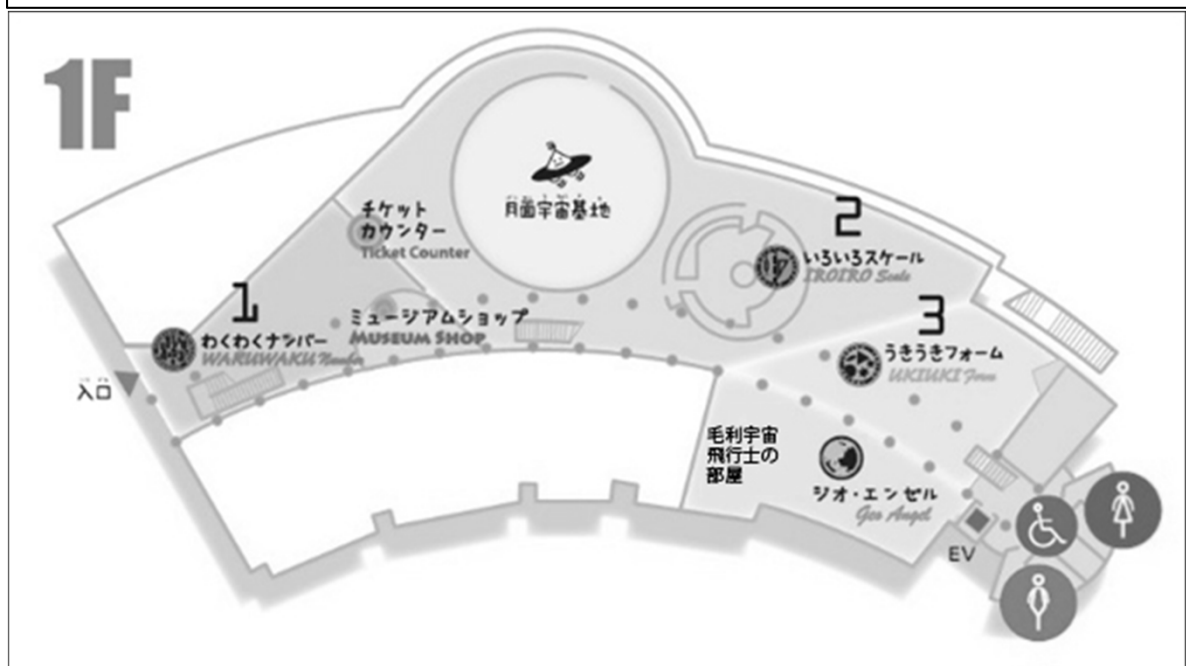 1F
月面宇宙基地
チケット
カウンター
Ticket Counter
2
いろいろスケール
IROIRO Scale
1
わくわくナンバー
WAKUWAKU Number
ミュージアムショップ
MUSEUM SHOP
3
うきうきフォーム
UKIUKI Form
入口
毛利宇宙
飛行士の
部屋
ジオ・エンゼル
Geo Angel
EV